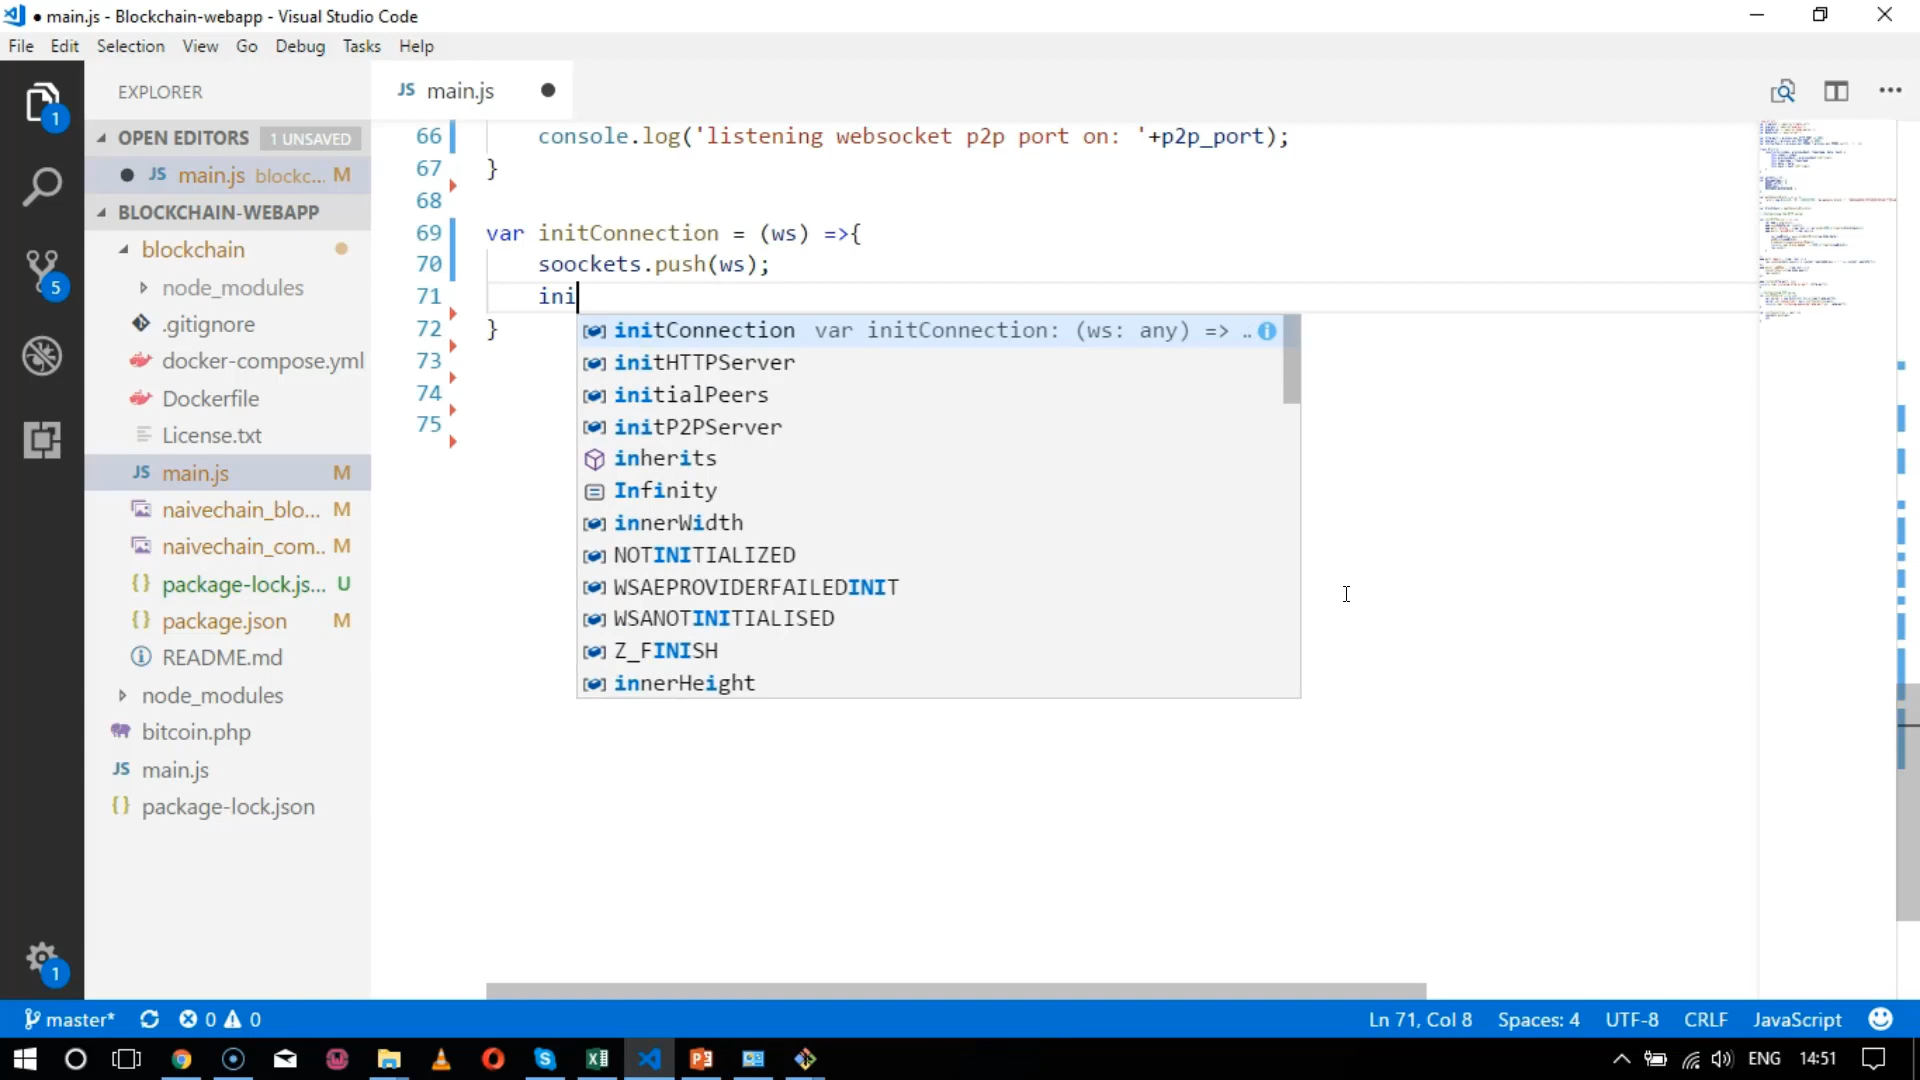 main.js - Blockchain-webapp - Visual Studio Code
File Edit Selection View Go Debug Tasks Help
EXPLORER
JS main.js
OPEN EDITORS 1 UNSAVED
JS main.js blockc... M
BLOCKCHAIN-WEBAPP
blockchain
node_modules
.gitignore
docker-compose.yml
Dockerfile
License.txt
JS main.js M
naivechain_blo... M
naivechain_com.. M
{} package-lock.js... U
{} package.json M
README.md
node_modules
bitcoin.php
JS main.js
{} package-lock.json
1
5
1
66 console.log('listening websocket p2p port on: '+p2p_port);
67 }
68
69 var initConnection = (ws) =>{
70 soockets.push(ws);
71 ini
72 }
73
74
75
initConnection var initConnection: (ws: any) => ..
initHTTPServer
initialPeers
initP2PServer
inherits
Infinity
innerWidth
NOTINITIALIZED
WSAEPROVIDERFAILEDINIT
WSANOTINITIALISED
Z_FINISH
innerHeight
master* 0 0 Ln 71, Col 8 Spaces: 4 UTF-8 CRLF JavaScript
ENG 14:51